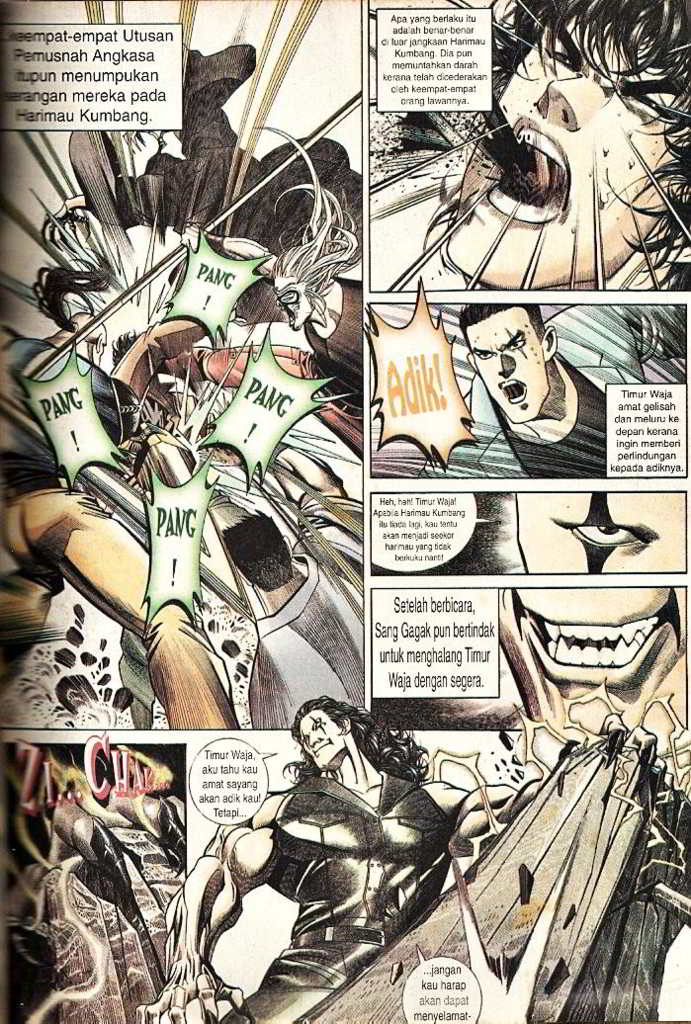 Keempat-empat Utusan
Pemusnah Angkasa
itupun menumpukan
serangan mereka pada
Harimau Kumbang.
PANG
!
PANG
!
PANG
!
PANG
!
Apa yang berlaku itu
adalah benar-benar
di luar jangkaan Harimau
Kumbang. Dia pun
memuntahkan darah
kerana telah dicederakan
oleh keempat-empat
orang lawannya.
Adik!
Timur Waja
amat gelisah
dan meluru ke
depan kerana
ingin memberi
perlindungan
kepada adiknya.
Heh, heh! Timur Waja!
Apabila Harimau Kumbang
itu tiada lagi, kau tentu
akan menjadi seekor
harimau yang tidak
berkuku nanti!
Setelah berbicara,
Sang Gagak pun bertindak
untuk menghalang Timur
Waja dengan segera.
ZI... CHAK...
Timur Waja,
aku tahu kau
amat sayang
akan adik kau!
Tetapi...
...jangan
kau harap
akan dapat
menyelamat-